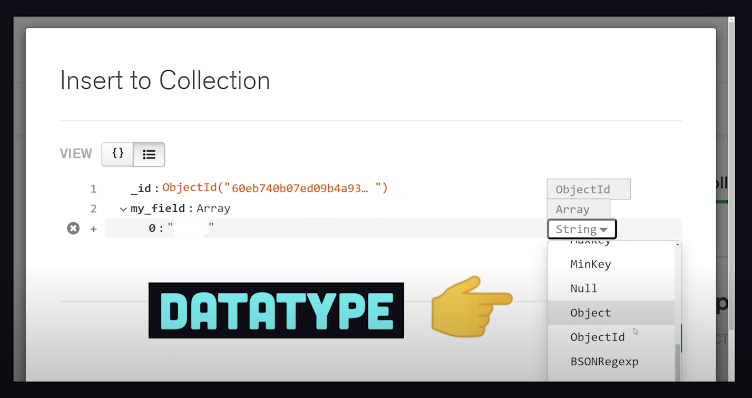 Insert to Collection
VIEW {}
1 _id : ObjectId("60eb740b07ed09b4a93… ") ObjectId
2 my_field : Array Array
+ 0 : " " String
MaxKey
MinKey
Null
Object
DATATYPE
ObjectId
BSONRegexp